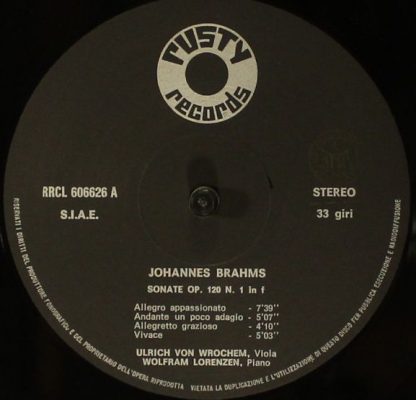 rusty
records
RRCL 606626 A
S.I.A.E.
STEREO
33 giri
JOHANNES BRAHMS
SONATE OP. 120 N. 1 in f
Allegro appassionato - 7'39''
Andante un poco adagio - 5'07''
Allegretto grazioso - 4'10''
Vivace - 5'03''
ULRICH VON WROCHEM, Viola
WOLFRAM LORENZEN, Piano
RISERVATI I DIRITTI DEL PRODUTTORE FONOGRAFICO E DEL PROPRIETARIO DELL'OPERA RIPRODOTTA VIETATA LA DUPLICAZIONE E L'UTILIZZAZIONE DI QUESTO DISCO PER PUBBLICA ESECUZIONE E RADIODIFFUSIONE